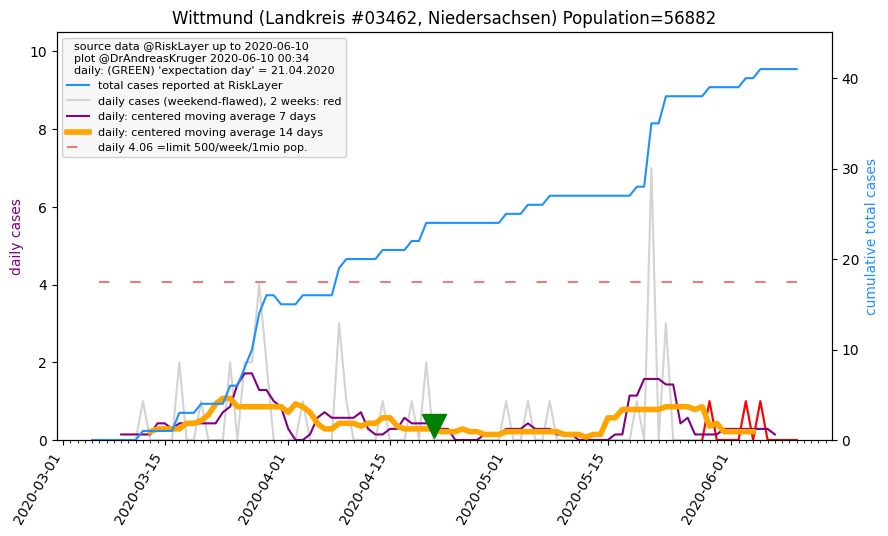 Wittmund (Landkreis #03462, Niedersachsen) Population=56882
source data @RiskLayer up to 2020-06-10
plot @DrAndreasKruger 2020-06-10 00:34
daily: (GREEN) 'expectation day' = 21.04.2020
total cases reported at RiskLayer
daily cases (weekend-flawed), 2 weeks: red
daily: centered moving average 7 days
daily: centered moving average 14 days
daily 4.06 =limit 500/week/1mio pop.
daily cases
10
8
6
4
2
0
cumulative total cases
40
30
20
10
0
2020-03-01
2020-03-15
2020-04-01
2020-04-15
2020-05-01
2020-05-15
2020-06-01